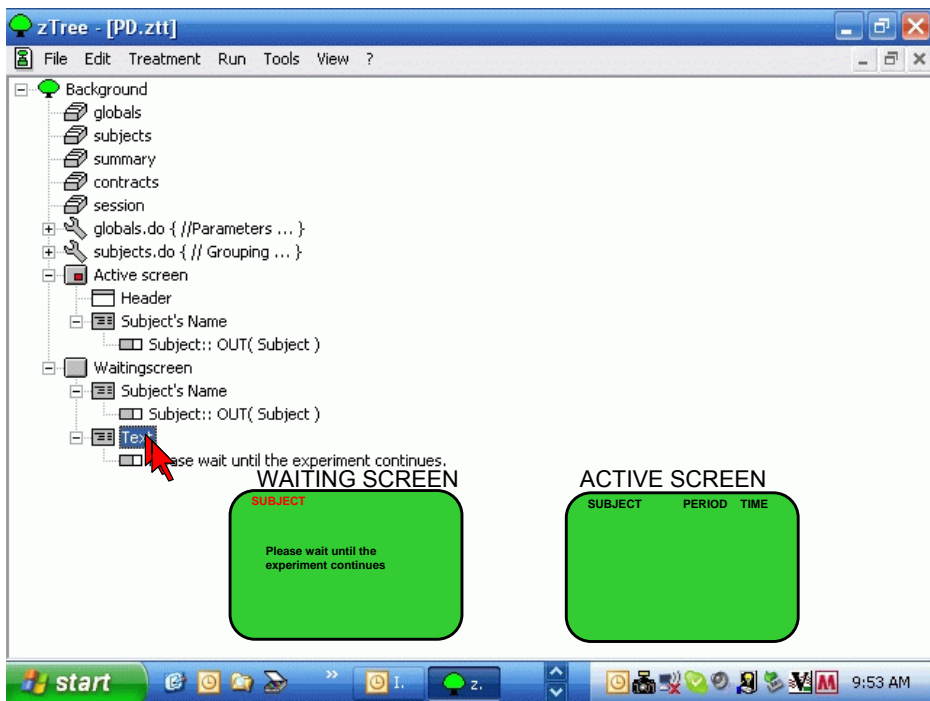 zTree - [PD.ztt]
File Edit Treatment Run Tools View ?
Background
globals
subjects
summary
contracts
session
globals.do { //Parameters ... }
subjects.do { // Grouping ... }
Active screen
Header
Subject's Name
Subject:: OUT( Subject )
Waitingscreen
Subject's Name
Subject:: OUT( Subject )
Text
wait until the experiment continues.
WAITING SCREEN
SUBJECT
Please wait until the
experiment continues
ACTIVE SCREEN
SUBJECT PERIOD TIME
start » I. z. 9:53 AM